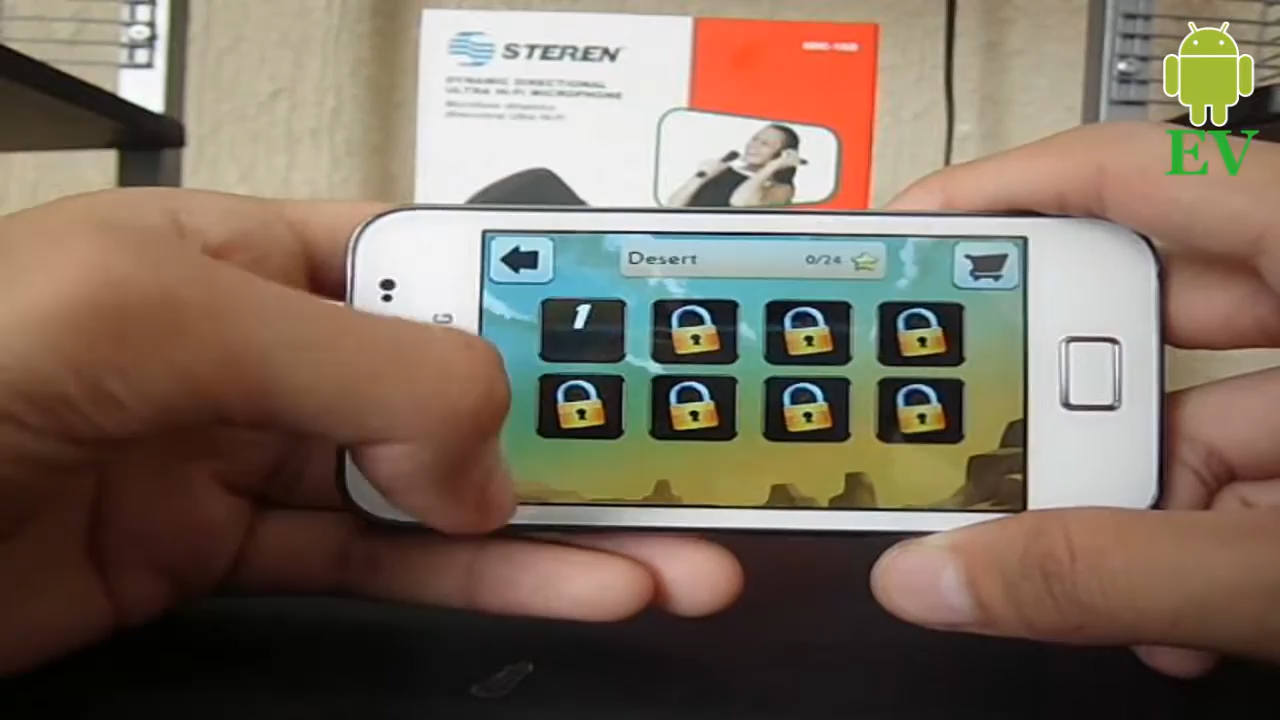 STEREN
DYNAMIC DIRECTIONAL
ULTRA HI-FI MICROPHONE
EV
Desert 0/24
1
G